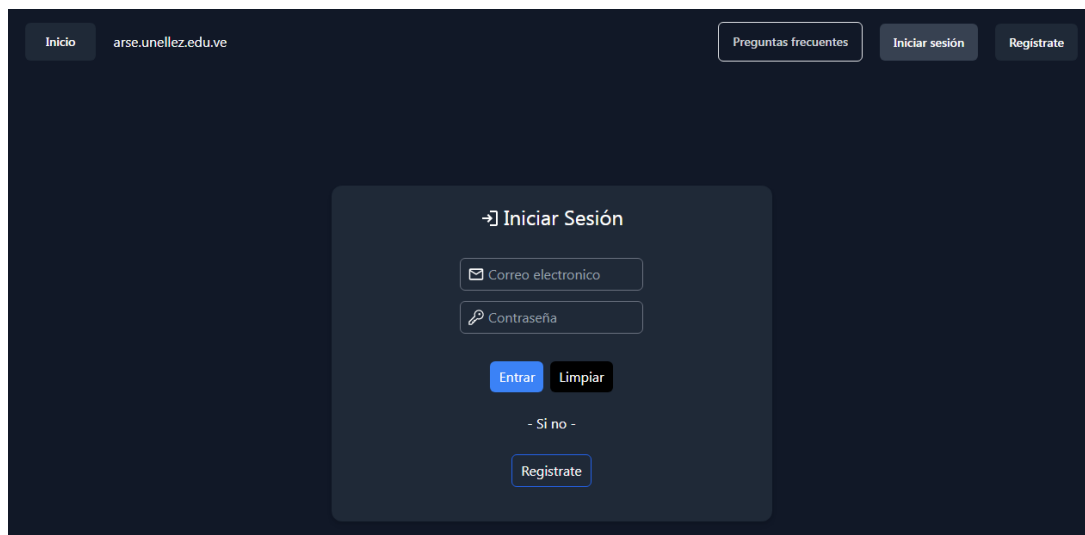 Inicio arse.unellez.edu.ve Preguntas frecuentes Iniciar sesión Regístrate
Iniciar Sesión
Correo electronico
Contraseña
Entrar Limpiar
- Si no -
Registrate